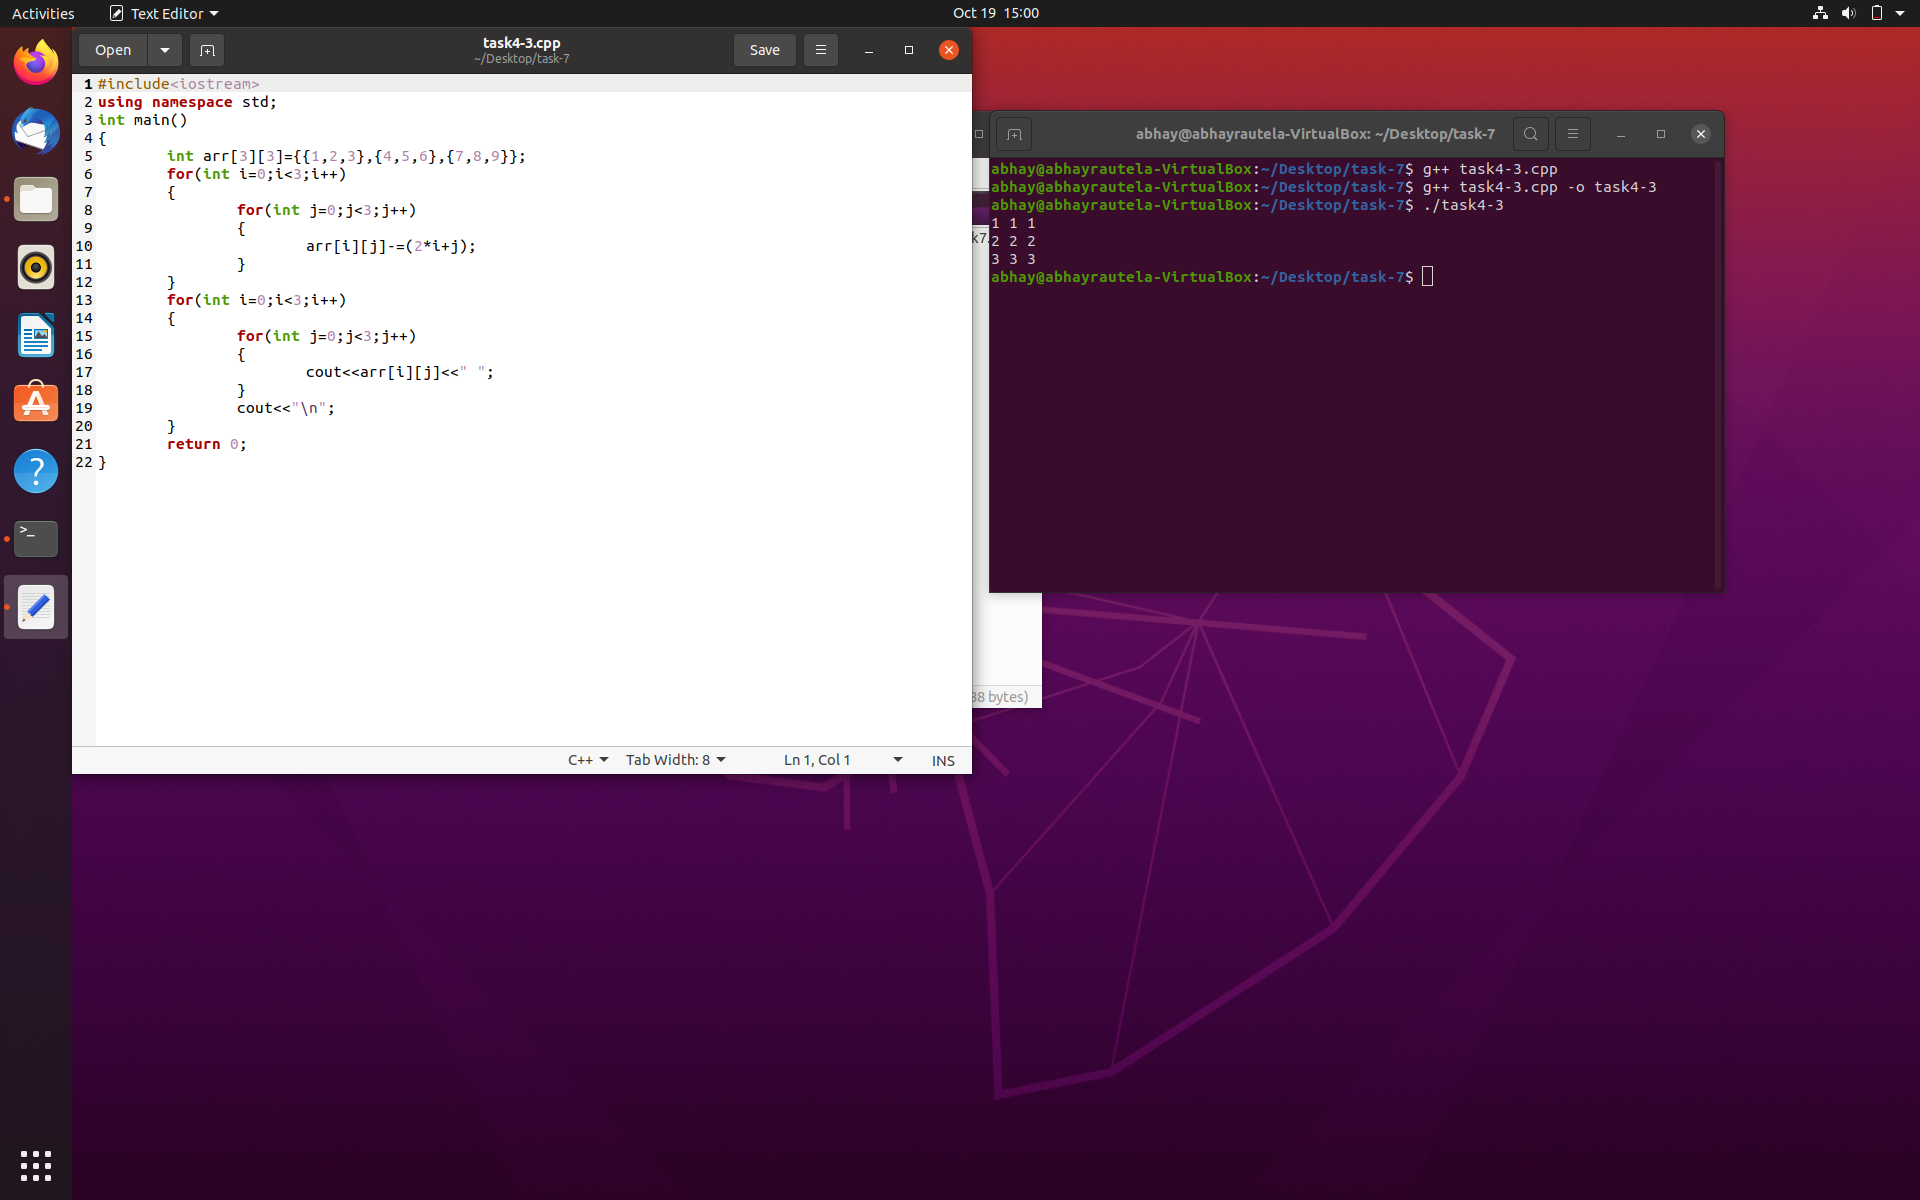 Activities
Text Editor
Oct 19 15:00
Open
task4-3.cpp
~/Desktop/task-7
Save
1 #include<iostream>
2 using namespace std;
3 int main()
4 {
5 int arr[3][3]={{1,2,3},{4,5,6},{7,8,9}};
6 for(int i=0;i<3;i++)
7 {
8 for(int j=0;j<3;j++)
9 {
10 arr[i][j]-=(2*i+j);
11 }
12 }
13 for(int i=0;i<3;i++)
14 {
15 for(int j=0;j<3;j++)
16 {
17 cout<<arr[i][j]<<" ";
18 }
19 cout<<"\n";
20 }
21 return 0;
22 }
C++
Tab Width: 8
Ln 1, Col 1
INS
abhay@abhayrautela-VirtualBox: ~/Desktop/task-7
abhay@abhayrautela-VirtualBox:~/Desktop/task-7$ g++ task4-3.cpp
abhay@abhayrautela-VirtualBox:~/Desktop/task-7$ g++ task4-3.cpp -o task4-3
abhay@abhayrautela-VirtualBox:~/Desktop/task-7$ ./task4-3
1 1 1
2 2 2
3 3 3
abhay@abhayrautela-VirtualBox:~/Desktop/task-7$
bytes)